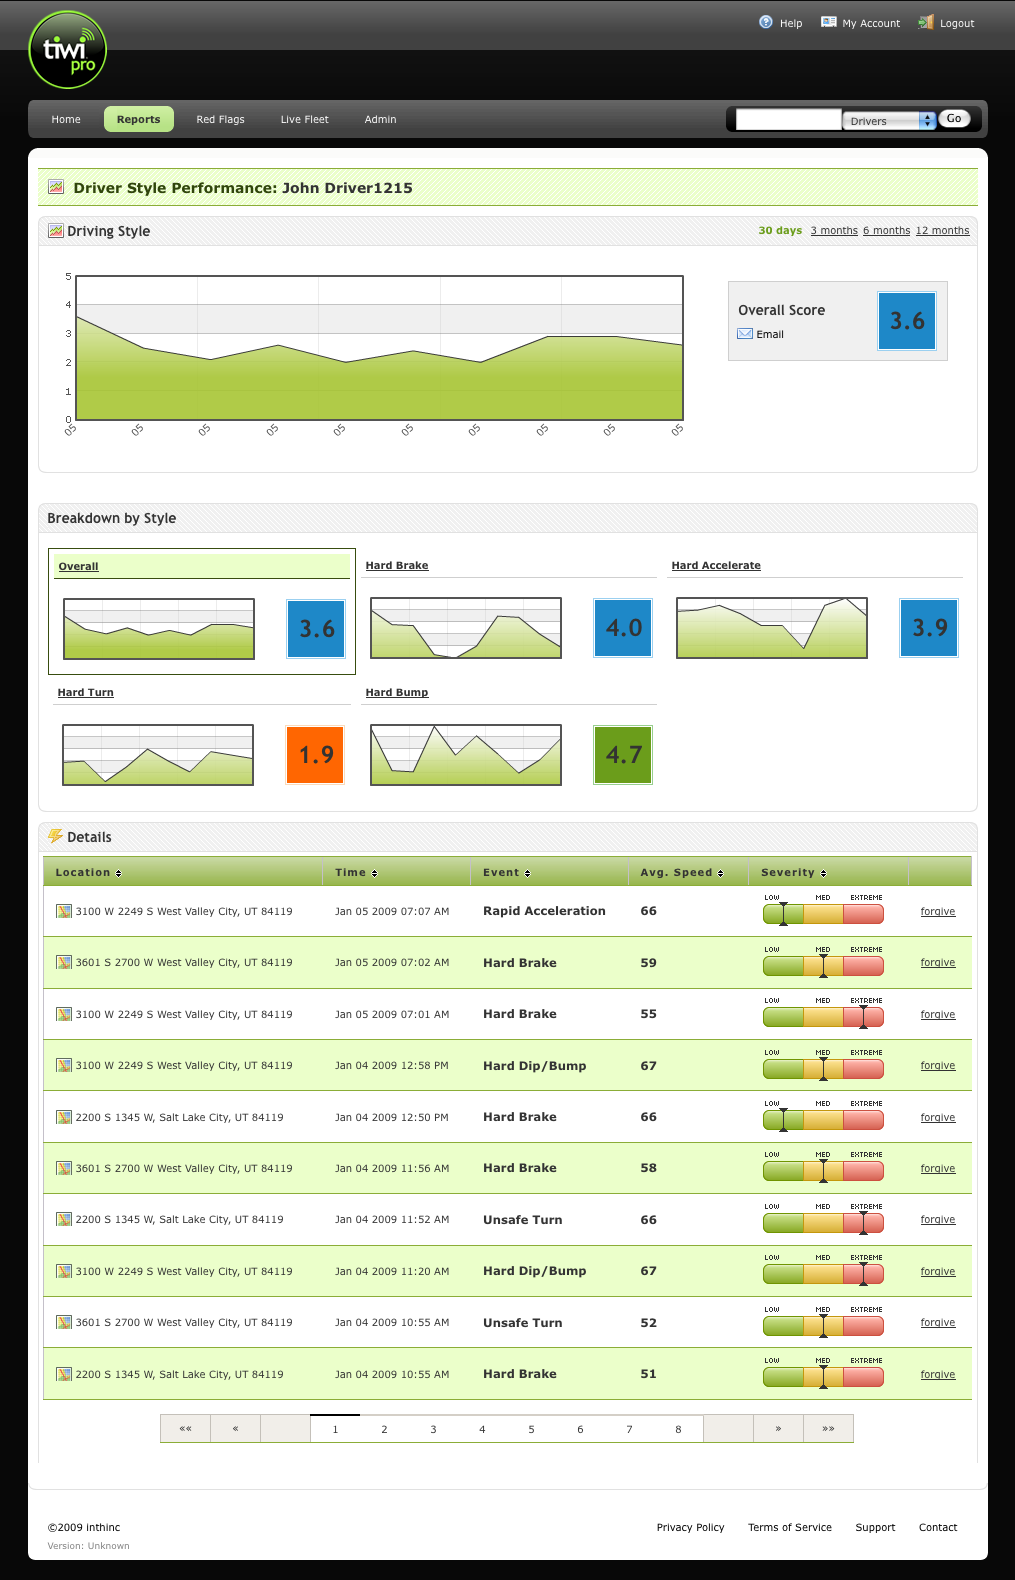 tiwi
pro
Help My Account Logout
Home Reports Red Flags Live Fleet Admin Drivers Go
Driver Style Performance: John Driver1215
Driving Style 30 days 3 months 6 months 12 months
5
4
3
2
1
0
05 05 05 05 05 05 05 05 05 05
Overall Score 3.6
Email
Breakdown by Style
Overall Hard Brake Hard Accelerate
3.6 4.0 3.9
Hard Turn Hard Bump
1.9 4.7
Details
Location Time Event Avg. Speed Severity
LOW MED EXTREME
3100 W 2249 S West Valley City, UT 84119 Jan 05 2009 07:07 AM Rapid Acceleration 66 forgive
LOW MED EXTREME
3601 S 2700 W West Valley City, UT 84119 Jan 05 2009 07:02 AM Hard Brake 59 forgive
LOW MED EXTREME
3100 W 2249 S West Valley City, UT 84119 Jan 05 2009 07:01 AM Hard Brake 55 forgive
LOW MED EXTREME
3100 W 2249 S West Valley City, UT 84119 Jan 04 2009 12:58 PM Hard Dip/Bump 67 forgive
LOW MED EXTREME
2200 S 1345 W, Salt Lake City, UT 84119 Jan 04 2009 12:50 PM Hard Brake 66 forgive
LOW MED EXTREME
3601 S 2700 W West Valley City, UT 84119 Jan 04 2009 11:56 AM Hard Brake 58 forgive
LOW MED EXTREME
2200 S 1345 W, Salt Lake City, UT 84119 Jan 04 2009 11:52 AM Unsafe Turn 66 forgive
LOW MED EXTREME
3100 W 2249 S West Valley City, UT 84119 Jan 04 2009 11:20 AM Hard Dip/Bump 67 forgive
LOW MED EXTREME
3601 S 2700 W West Valley City, UT 84119 Jan 04 2009 10:55 AM Unsafe Turn 52 forgive
LOW MED EXTREME
2200 S 1345 W, Salt Lake City, UT 84119 Jan 04 2009 10:55 AM Hard Brake 51 forgive
«« « 1 2 3 4 5 6 7 8 » »»
©2009 inthinc Privacy Policy Terms of Service Support Contact
Version: Unknown